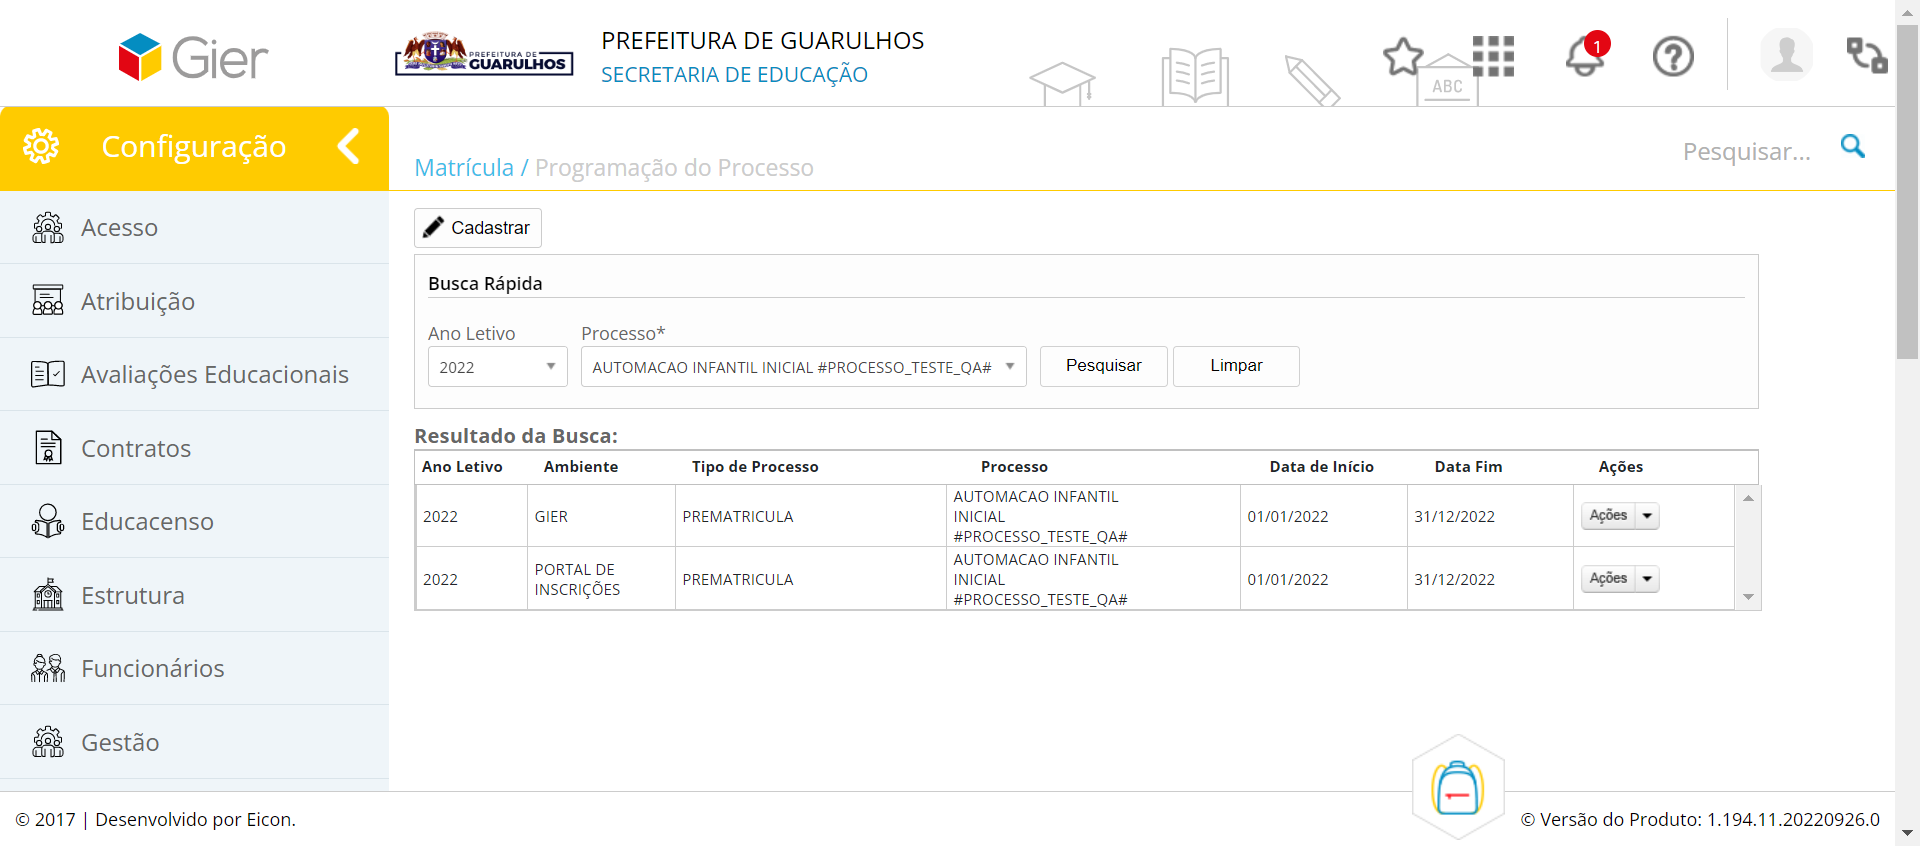 Gier
PREFEITURA DE
GUARULHOS
PREFEITURA DE GUARULHOS
SECRETARIA DE EDUCAÇÃO
ABC
1
Configuração
Matrícula / Programação do Processo
Pesquisar...
Acesso
Atribuição
Avaliações Educacionais
Contratos
Educacenso
Estrutura
Funcionários
Gestão
Cadastrar
Busca Rápida
Ano Letivo
Processo*
2022
AUTOMACAO INFANTIL INICIAL #PROCESSO_TESTE_QA#
Pesquisar
Limpar
Resultado da Busca:
Ano Letivo Ambiente Tipo de Processo Processo Data de Início Data Fim Ações
2022 GIER PREMATRICULA AUTOMACAO INFANTIL
INICIAL
#PROCESSO_TESTE_QA# 01/01/2022 31/12/2022 Ações
2022 PORTAL DE
INSCRIÇÕES PREMATRICULA AUTOMACAO INFANTIL
INICIAL
#PROCESSO_TESTE_QA# 01/01/2022 31/12/2022 Ações
© 2017 | Desenvolvido por Eicon.
© Versão do Produto: 1.194.11.20220926.0